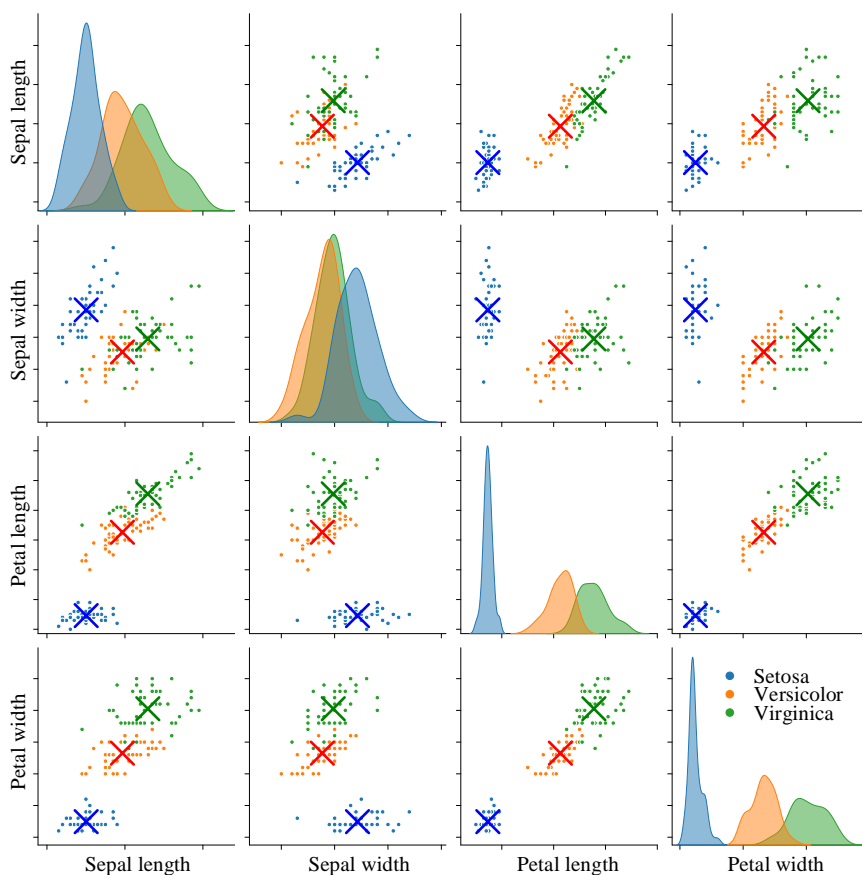 Sepal length
Sepal width
Petal length
Petal width
Setosa
Versicolor
Virginica
Sepal length
Sepal width
Petal length
Petal width